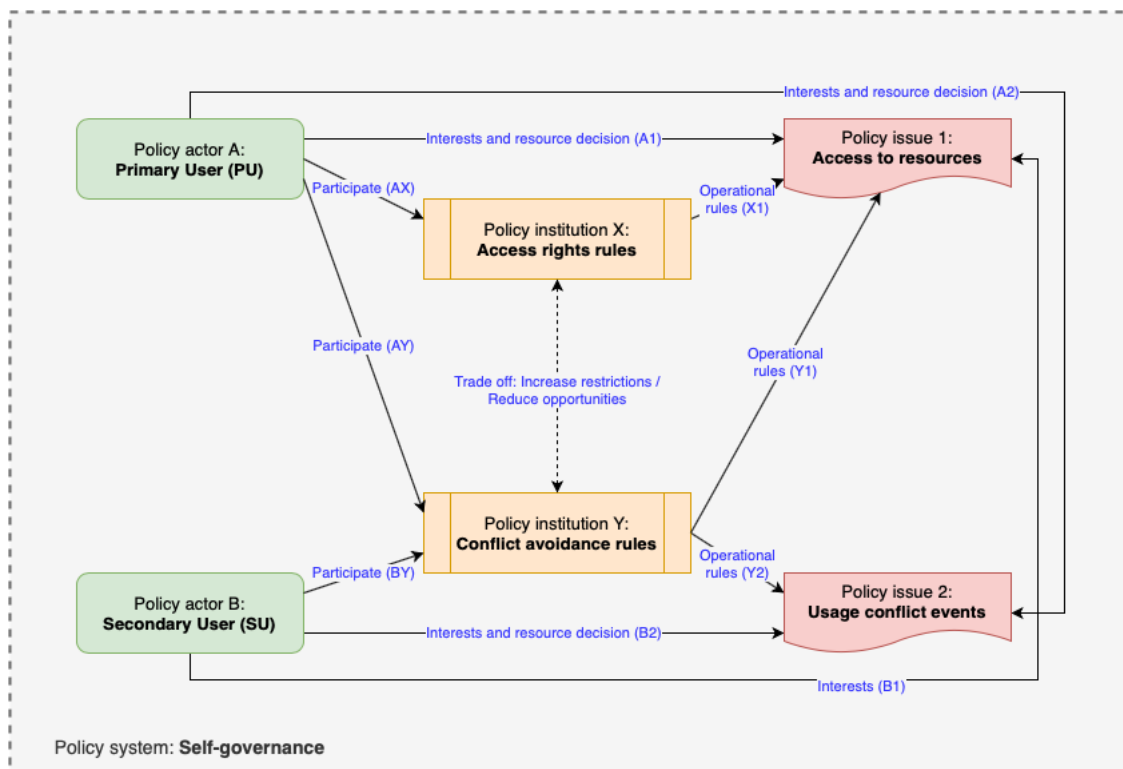 Interests and resource decision (A2)
Policy actor A:
Primary User (PU)
Interests and resource decision (A1)
Policy issue 1:
Access to resources
Participate (AX)
Operational
rules (X1)
Policy institution X:
Access rights rules
Participate (AY)
Operational
rules (Y1)
Trade off: Increase restrictions /
Reduce opportunities
Policy institution Y:
Conflict avoidance rules
Participate (BY)
Operational
rules (Y2)
Policy actor B:
Secondary User (SU)
Policy issue 2:
Usage conflict events
Interests and resource decision (B2)
Interests (B1)
Policy system: Self-governance